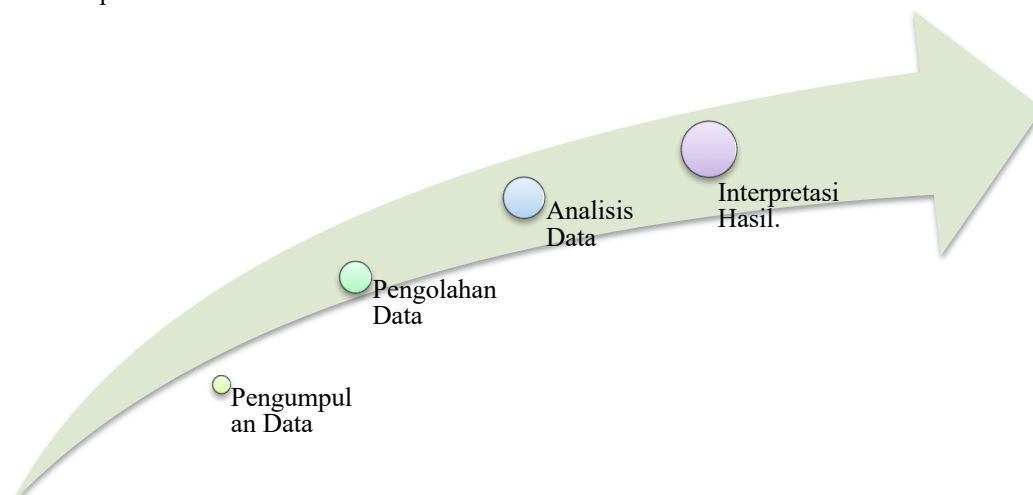 Pengumpul
an Data
Pengolahan
Data
Analisis
Data
Interpretasi
Hasil.